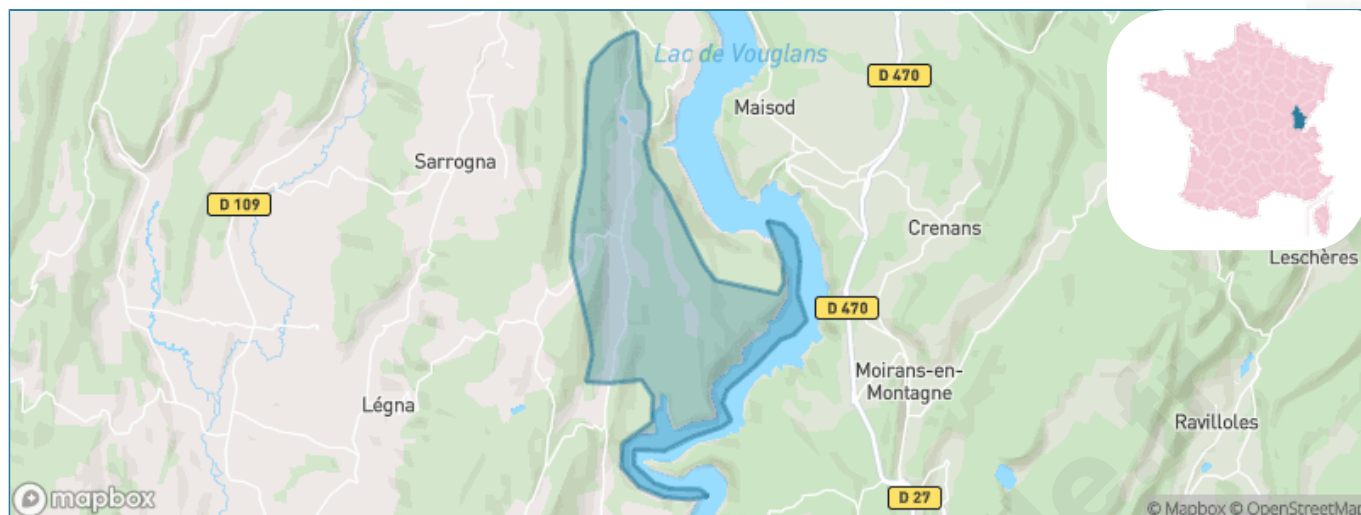 Lac de Vouglans
D 470
Maisod
Sarrogna
D 109
Crenans
Leschères
D 470
Moirans-en-
Montagne
Légna
Ravilloles
D 27
mapbox
© Mapbox © OpenStreetMap